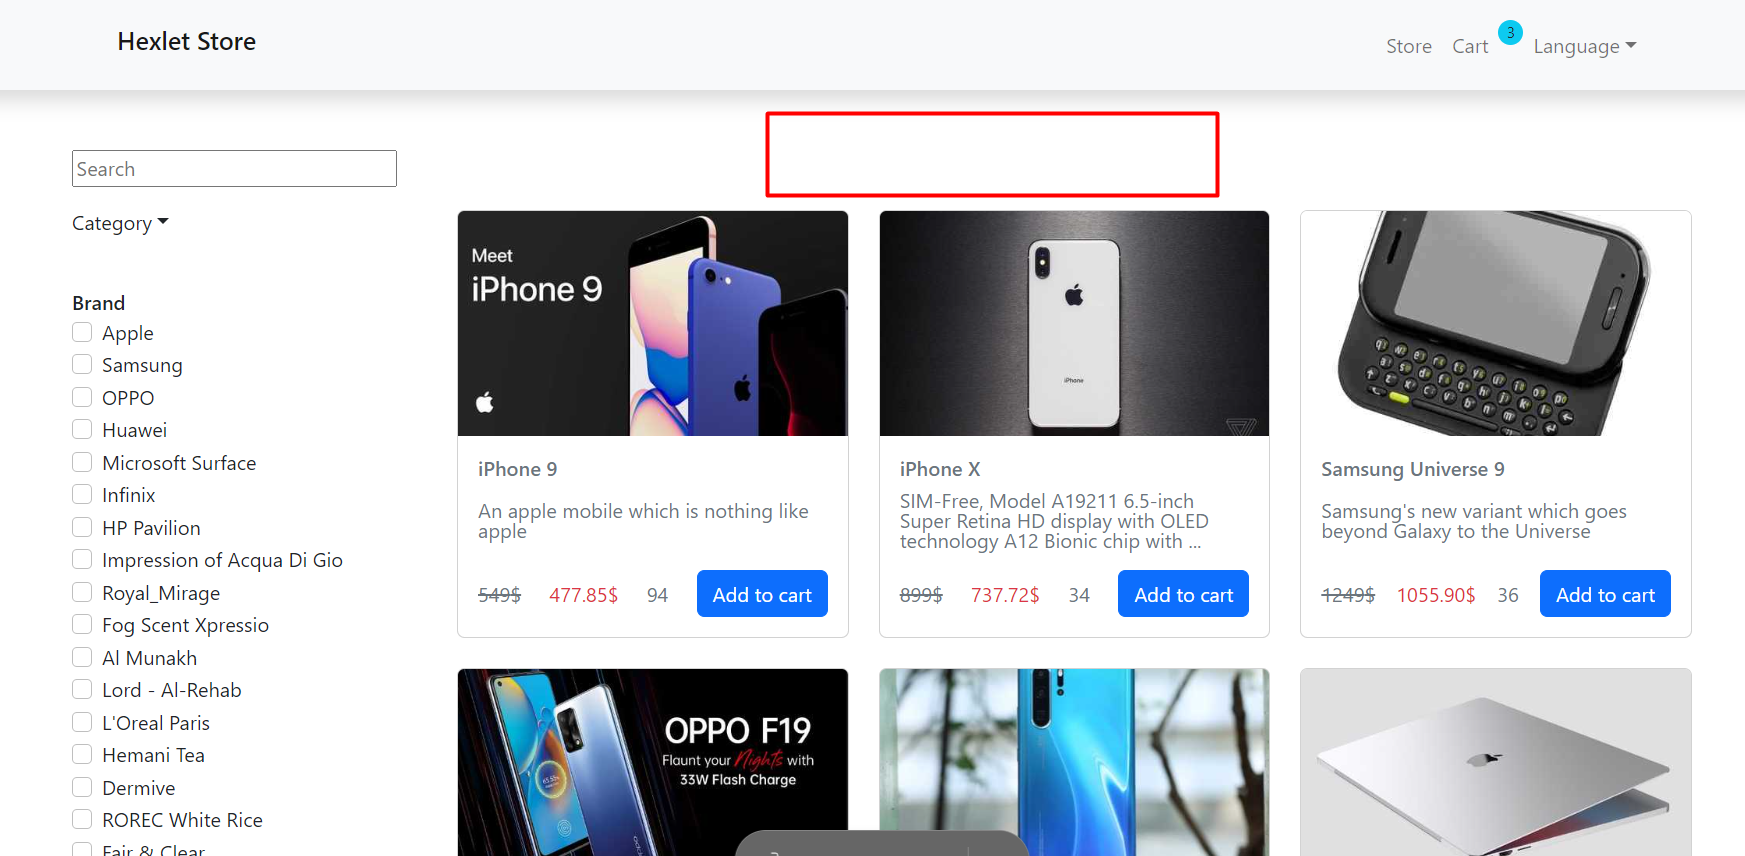 Hexlet Store
Store Cart 3 Language
Search
Category
Brand
Apple
Samsung
OPPO
Huawei
Microsoft Surface
Infinix
HP Pavilion
Impression of Acqua Di Gio
Royal_Mirage
Fog Scent Xpressio
Al Munakh
Lord - Al-Rehab
L'Oreal Paris
Hemani Tea
Dermive
ROREC White Rice
Fair & Clear
Meet
iPhone 9
iPhone 9
An apple mobile which is nothing like
apple
549$ 477.85$ 94 Add to cart
iPhone
iPhone X
SIM-Free, Model A19211 6.5-inch
Super Retina HD display with OLED
technology A12 Bionic chip with ...
899$ 737.72$ 34 Add to cart
Samsung Universe 9
Samsung's new variant which goes
beyond Galaxy to the Universe
1249$ 1055.90$ 36 Add to cart
OPPO F19
Flaunt your Nights with
33W Flash Charge